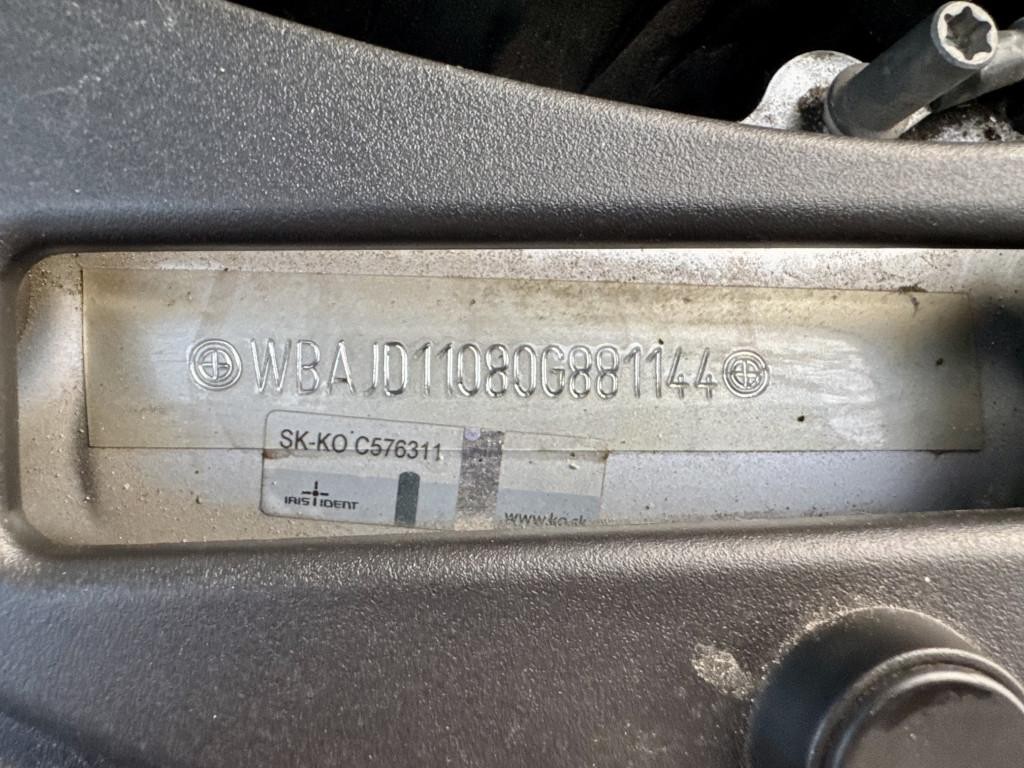 WBAJD11080G881144
SK-KO C576311
IRIS IDENT
www.ko.sk